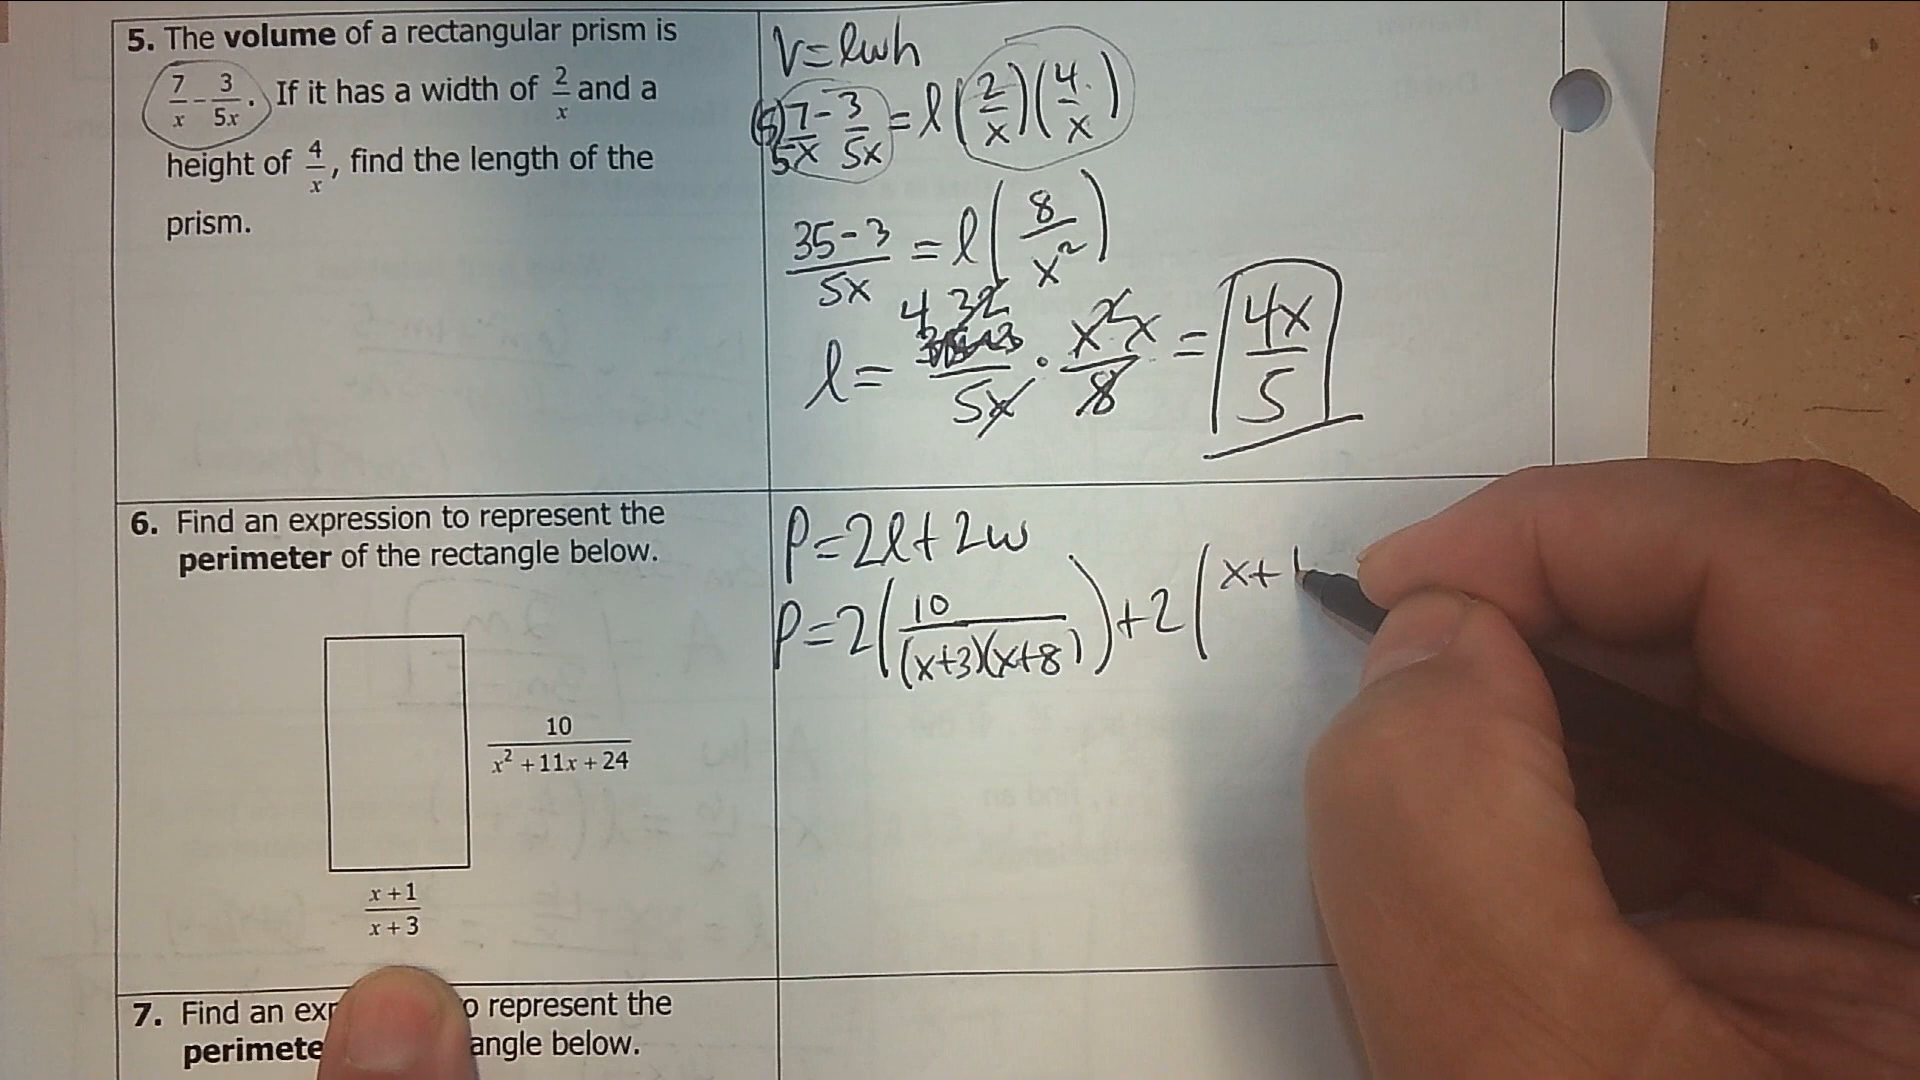 5. The volume of a rectangular prism is
7/x - 3/5x. If it has a width of 2/x and a
height of 4/x, find the length of the
prism.
V=lwh
(5)7/5x - 3/5x = l(2/x)(4/x)
35-3/5x = l(8/x²)
4 32
l = /5x · x² x/8 = 4x/5
6. Find an expression to represent the
perimeter of the rectangle below.
10
x² + 11x + 24
x + 1
x + 3
P=2l+2w
P=2(10/(x+3)(x+8))+2(x+1
7. Find an to represent the
below.